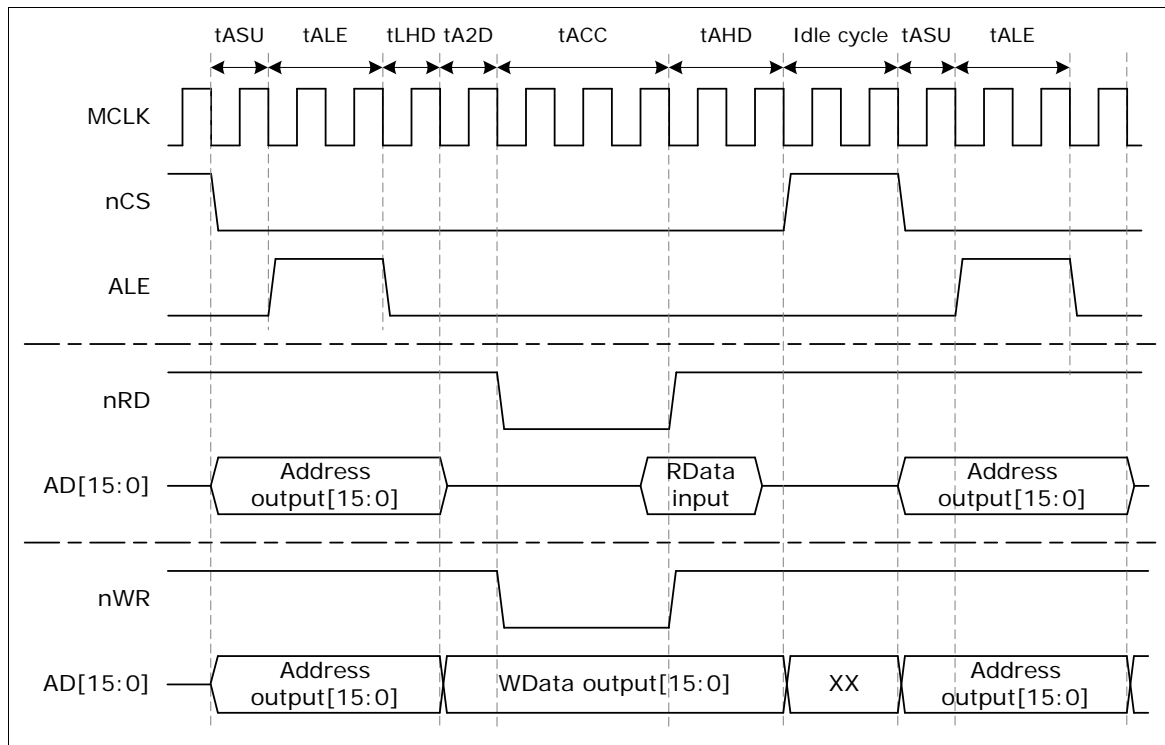 tASU tALE tLHD tA2D tACC tAHD Idle cycle tASU tALE
MCLK
nCS
ALE
nRD
AD[15:0]
Address
output[15:0]
RData
input
Address
output[15:0]
nWR
AD[15:0]
Address
output[15:0]
WData output[15:0]
XX
Address
output[15:0]